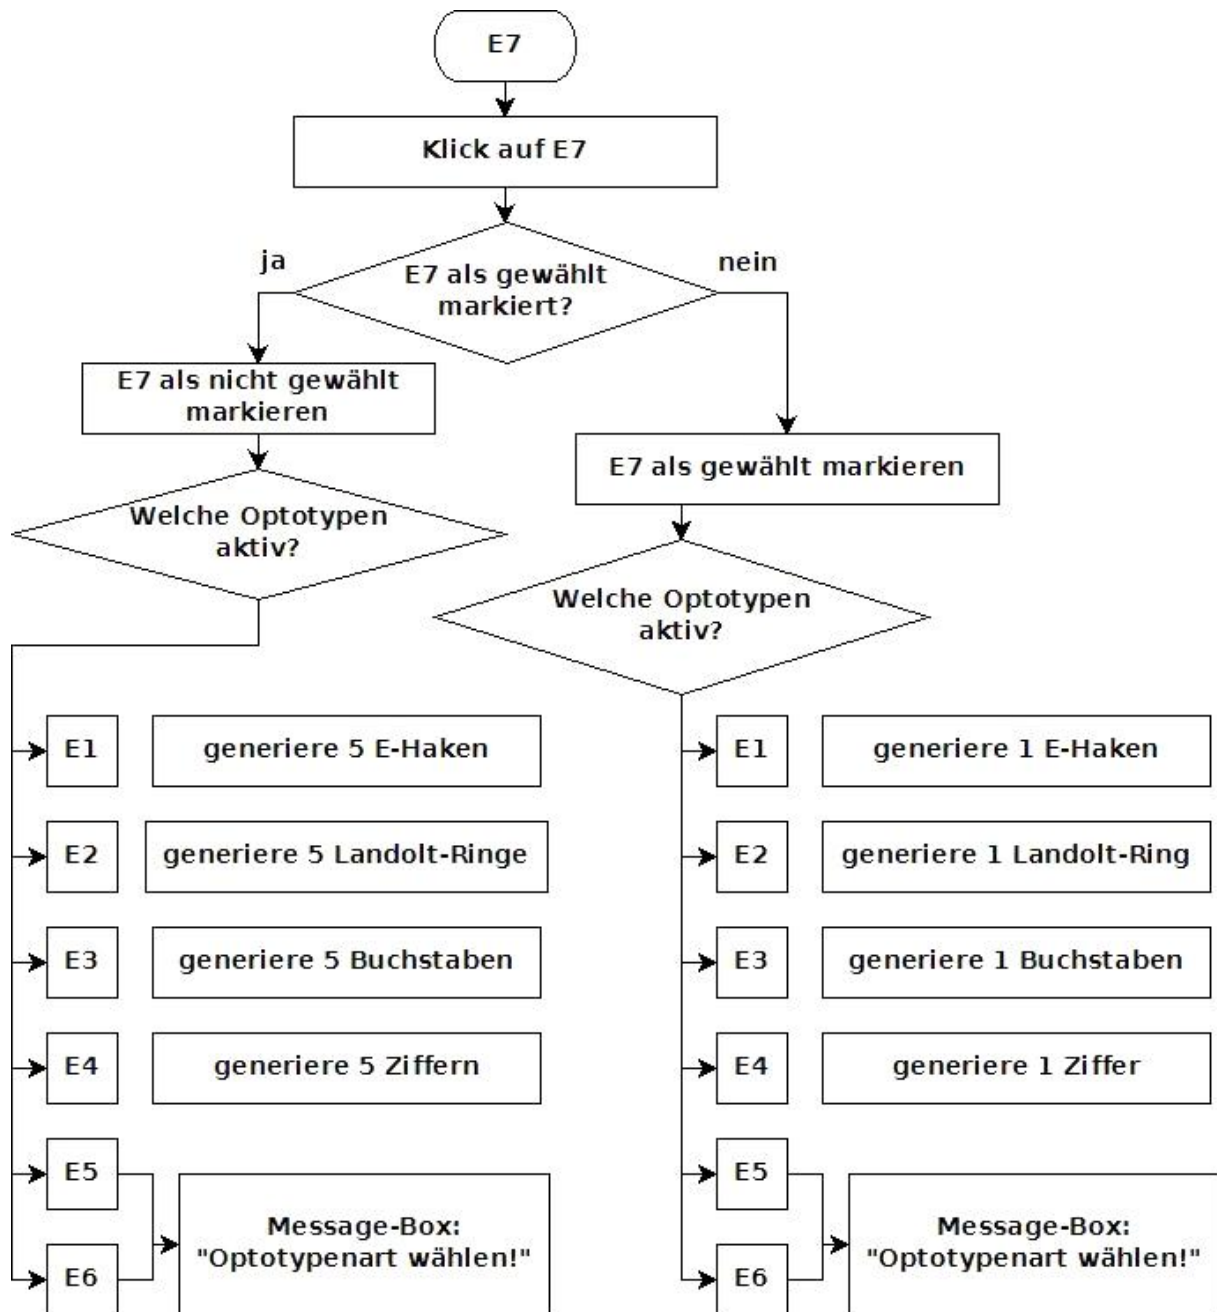 E7
Klick auf E7
ja
nein
E7 als gewählt
markiert?
E7 als nicht gewählt
markieren
E7 als gewählt markieren
Welche Optotypen
aktiv?
Welche Optotypen
aktiv?
E1
generiere 5 E-Haken
E2
generiere 5 Landolt-Ringe
E3
generiere 5 Buchstaben
E4
generiere 5 Ziffern
E5
E6
Message-Box:
"Optotypenart wählen!"
E1
generiere 1 E-Haken
E2
generiere 1 Landolt-Ring
E3
generiere 1 Buchstaben
E4
generiere 1 Ziffer
E5
E6
Message-Box:
"Optotypenart wählen!"